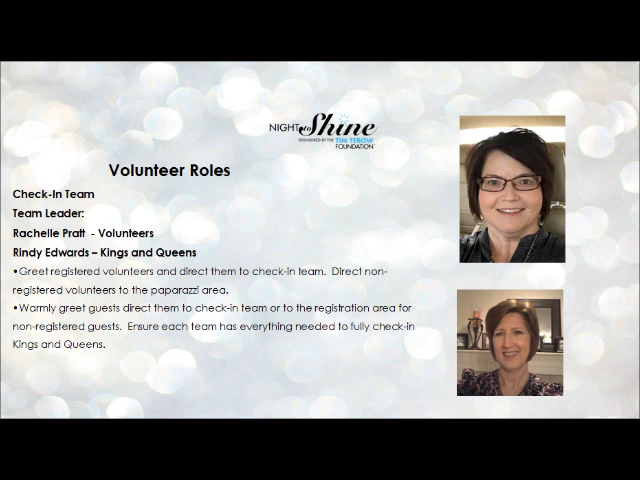 NIGHT to Shine
SPONSORED BY THE TIM TEBOW
FOUNDATION
Volunteer Roles
Check-In Team
Team Leader:
Rachelle Pratt - Volunteers
Rindy Edwards – Kings and Queens
•Greet registered volunteers and direct them to check-in team. Direct non-
registered volunteers to the paparazzi area.
•Warmly greet guests direct them to check-in team or to the registration area for
non-registered guests. Ensure each team has everything needed to fully check-in
Kings and Queens.